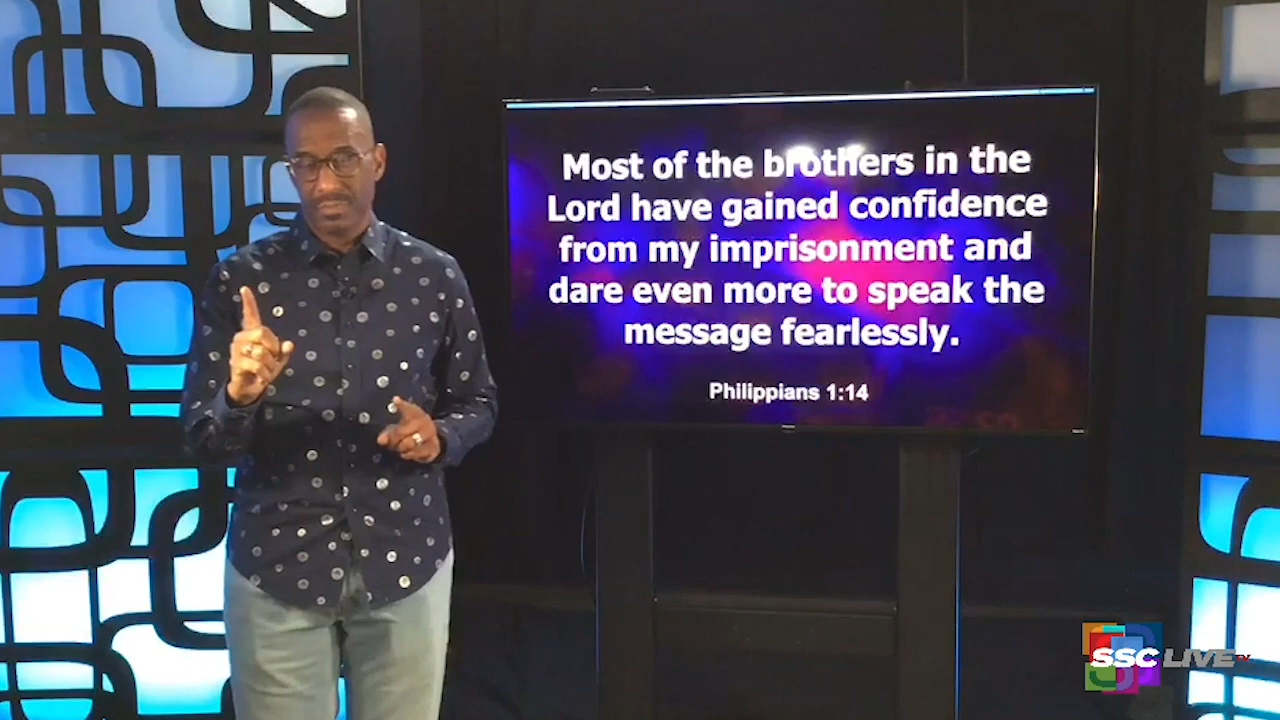 Most of the brothers in the
Lord have gained confidence
from my imprisonment and
dare even more to speak the
message fearlessly.
Philippians 1:14
SSC LIVE TV